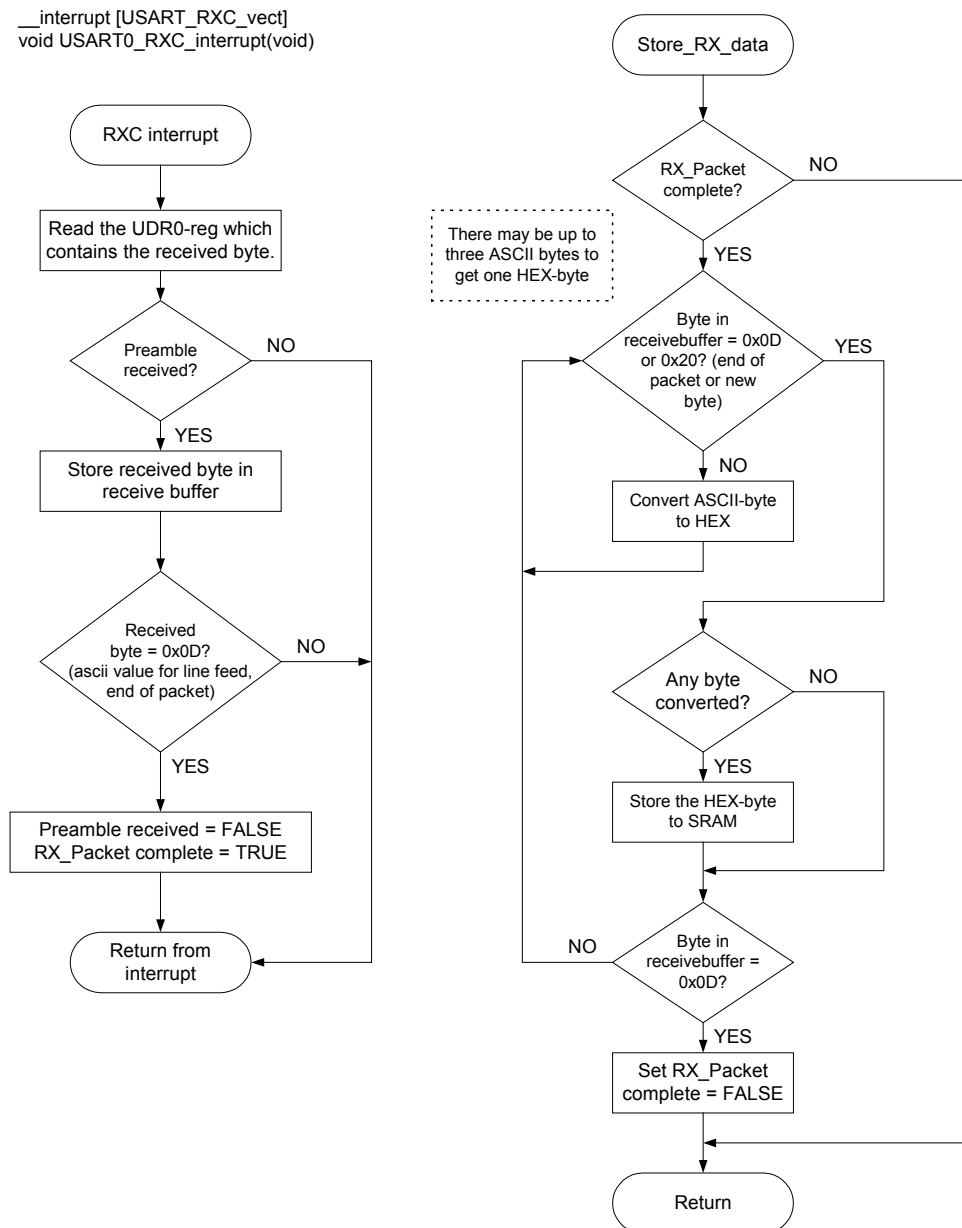 __interrupt [USART_RXC_vect]
void USART0_RXC_interrupt(void)
RXC interrupt
Read the UDR0-reg which
contains the received byte.
Preamble
received?
NO
YES
Store received byte in
receive buffer
Received
byte = 0x0D?
(ascii value for line feed,
end of packet)
NO
YES
Preamble received = FALSE
RX_Packet complete = TRUE
Return from
interrupt
Store_RX_data
RX_Packet
complete?
NO
YES
There may be up to
three ASCII bytes to
get one HEX-byte
Byte in
receivebuffer = 0x0D
or 0x20? (end of
packet or new
byte)
YES
NO
Convert ASCII-byte
to HEX
Any byte
converted?
NO
YES
Store the HEX-byte
to SRAM
Byte in
receivebuffer =
0x0D?
NO
YES
Set RX_Packet
complete = FALSE
Return